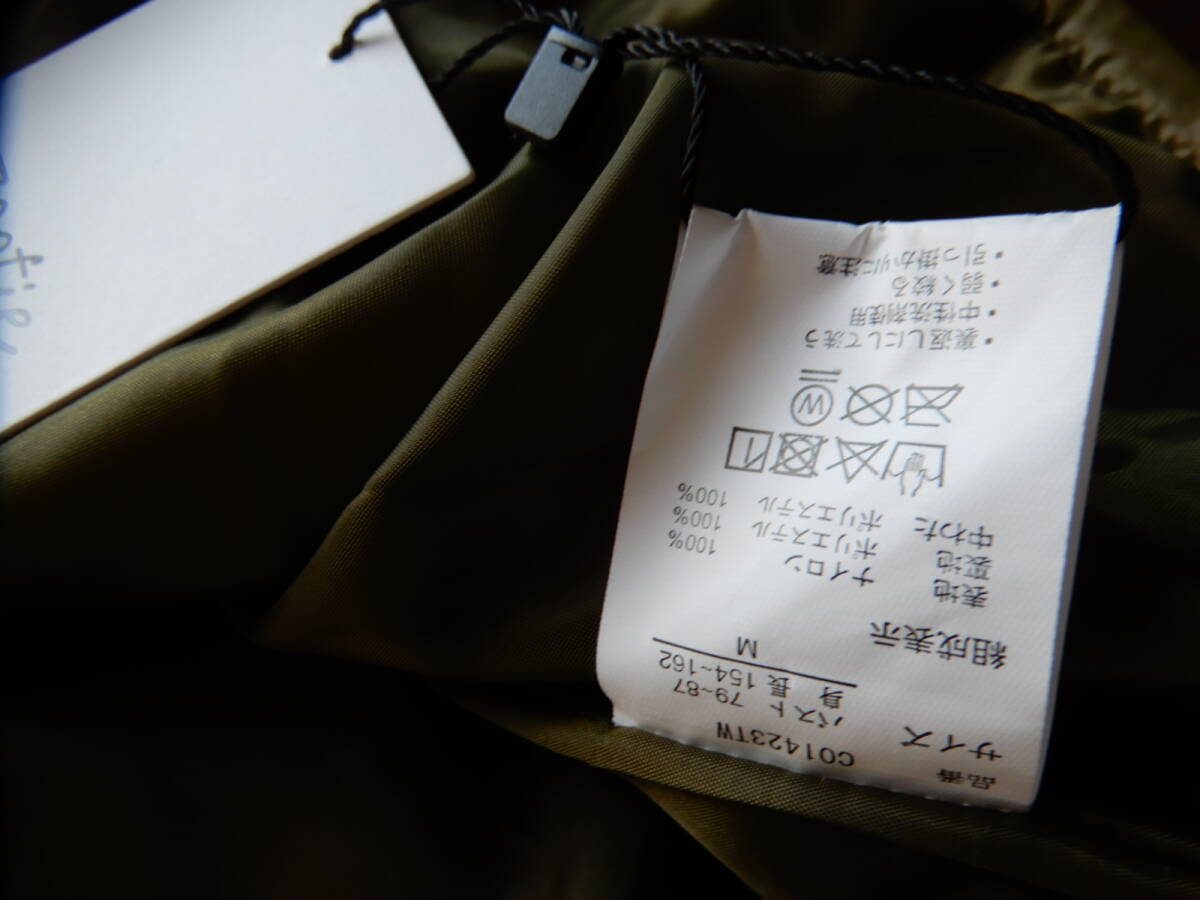 品番 CO1423TW
サイズ バスト 79~87
身長 154~162
M
組成表示
表地 ナイロン 100%
裏地 ポリエステル 100%
中わた ポリエステル 100%
W
・裏返しにして洗う
・中性洗剤使用
・弱く絞る
・引っ掛かりに注意